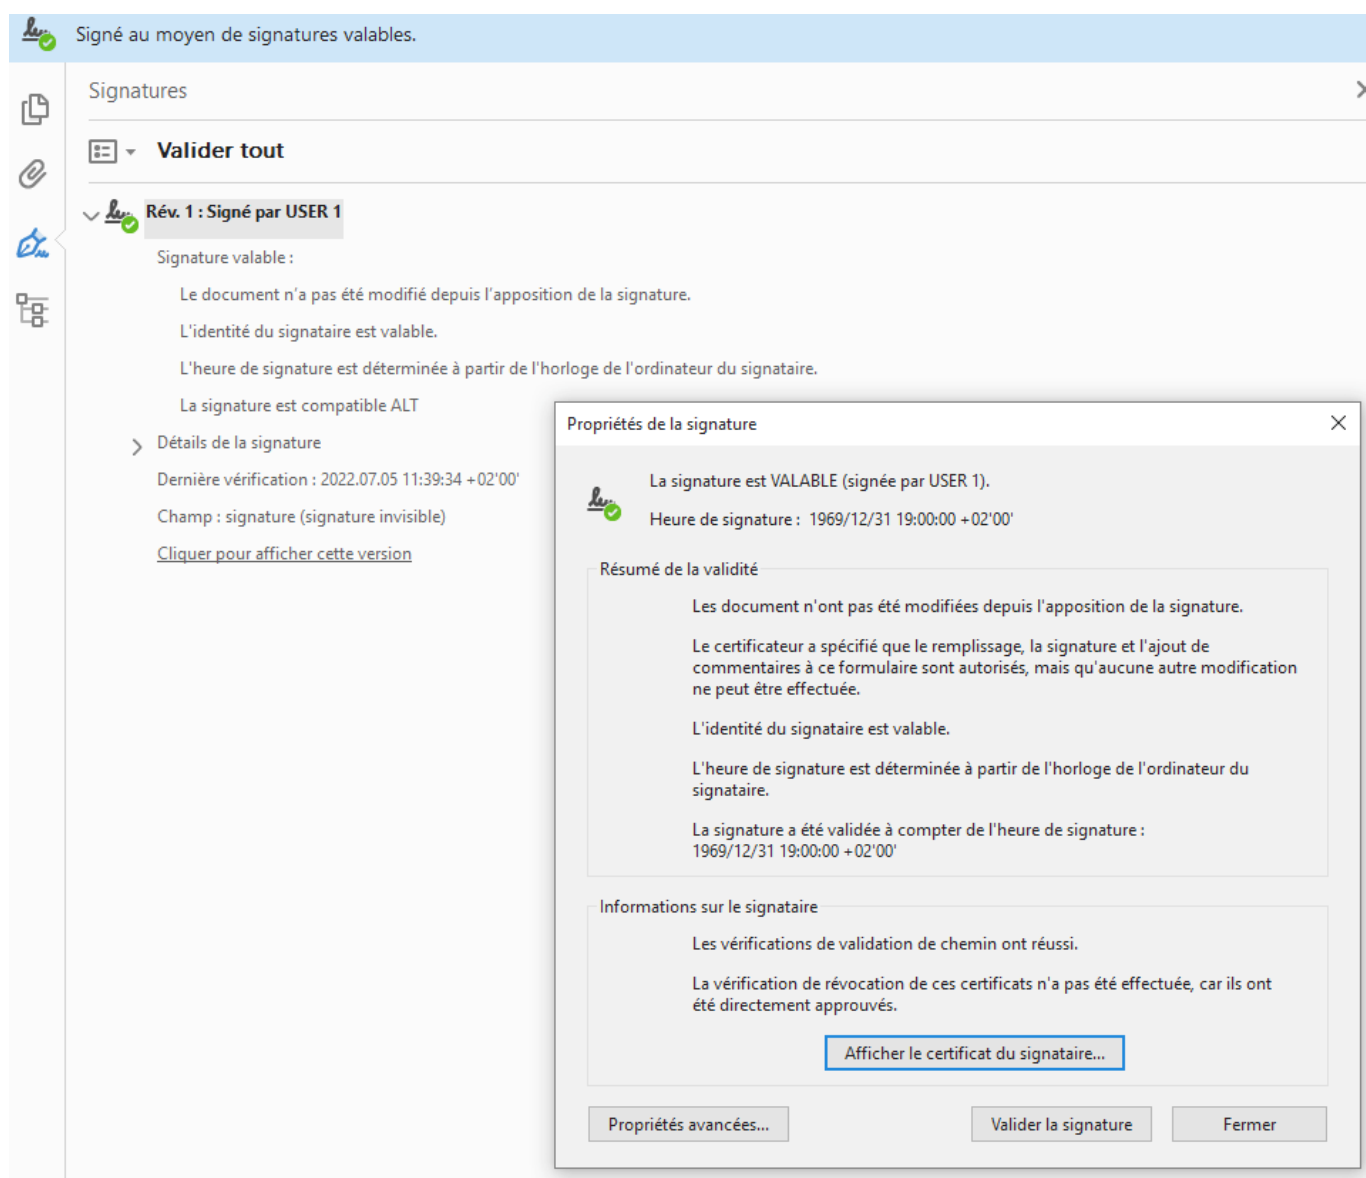 Signé au moyen de signatures valables.
Signatures
Valider tout
Rév. 1 : Signé par USER 1
Signature valable :
Le document n'a pas été modifié depuis l'apposition de la signature.
L'identité du signataire est valable.
L'heure de signature est déterminée à partir de l'horloge de l'ordinateur du signataire.
La signature est compatible ALT
Détails de la signature
Dernière vérification : 2022.07.05 11:39:34 +02'00'
Champ : signature (signature invisible)
Cliquer pour afficher cette version
Propriétés de la signature
La signature est VALABLE (signée par USER 1).
Heure de signature : 1969/12/31 19:00:00 +02'00'
Résumé de la validité
Les document n'ont pas été modifiées depuis l'apposition de la signature.
Le certificateur a spécifié que le remplissage, la signature et l'ajout de
commentaires à ce formulaire sont autorisés, mais qu'aucune autre modification
ne peut être effectuée.
L'identité du signataire est valable.
L'heure de signature est déterminée à partir de l'horloge de l'ordinateur du
signataire.
La signature a été validée à compter de l'heure de signature :
1969/12/31 19:00:00 +02'00'
Informations sur le signataire
Les vérifications de validation de chemin ont réussi.
La vérification de révocation de ces certificats n'a pas été effectuée, car ils ont
été directement approuvés.
Afficher le certificat du signataire...
Propriétés avancées...
Valider la signature
Fermer